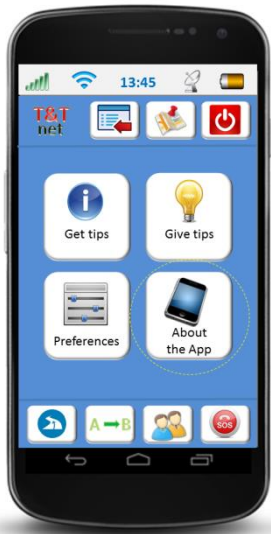 13:45
T&T
net
Get tips
Give tips
Preferences
About
the App
A B
SOS